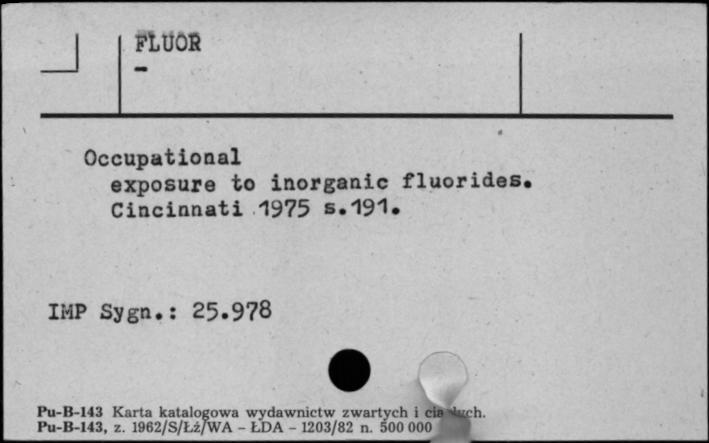 FLUOR
-
Occupational
exposure to inorganic fluorides.
Cincinnati 1975 s.191.
IMP Sygn.: 25.978
Pu-B-143 Karta katalogowa wydawnictw zwartych i
Pu-B-143, z. 1962/S/Łż/WA - ŁDA - 1203/82 n. 500 000